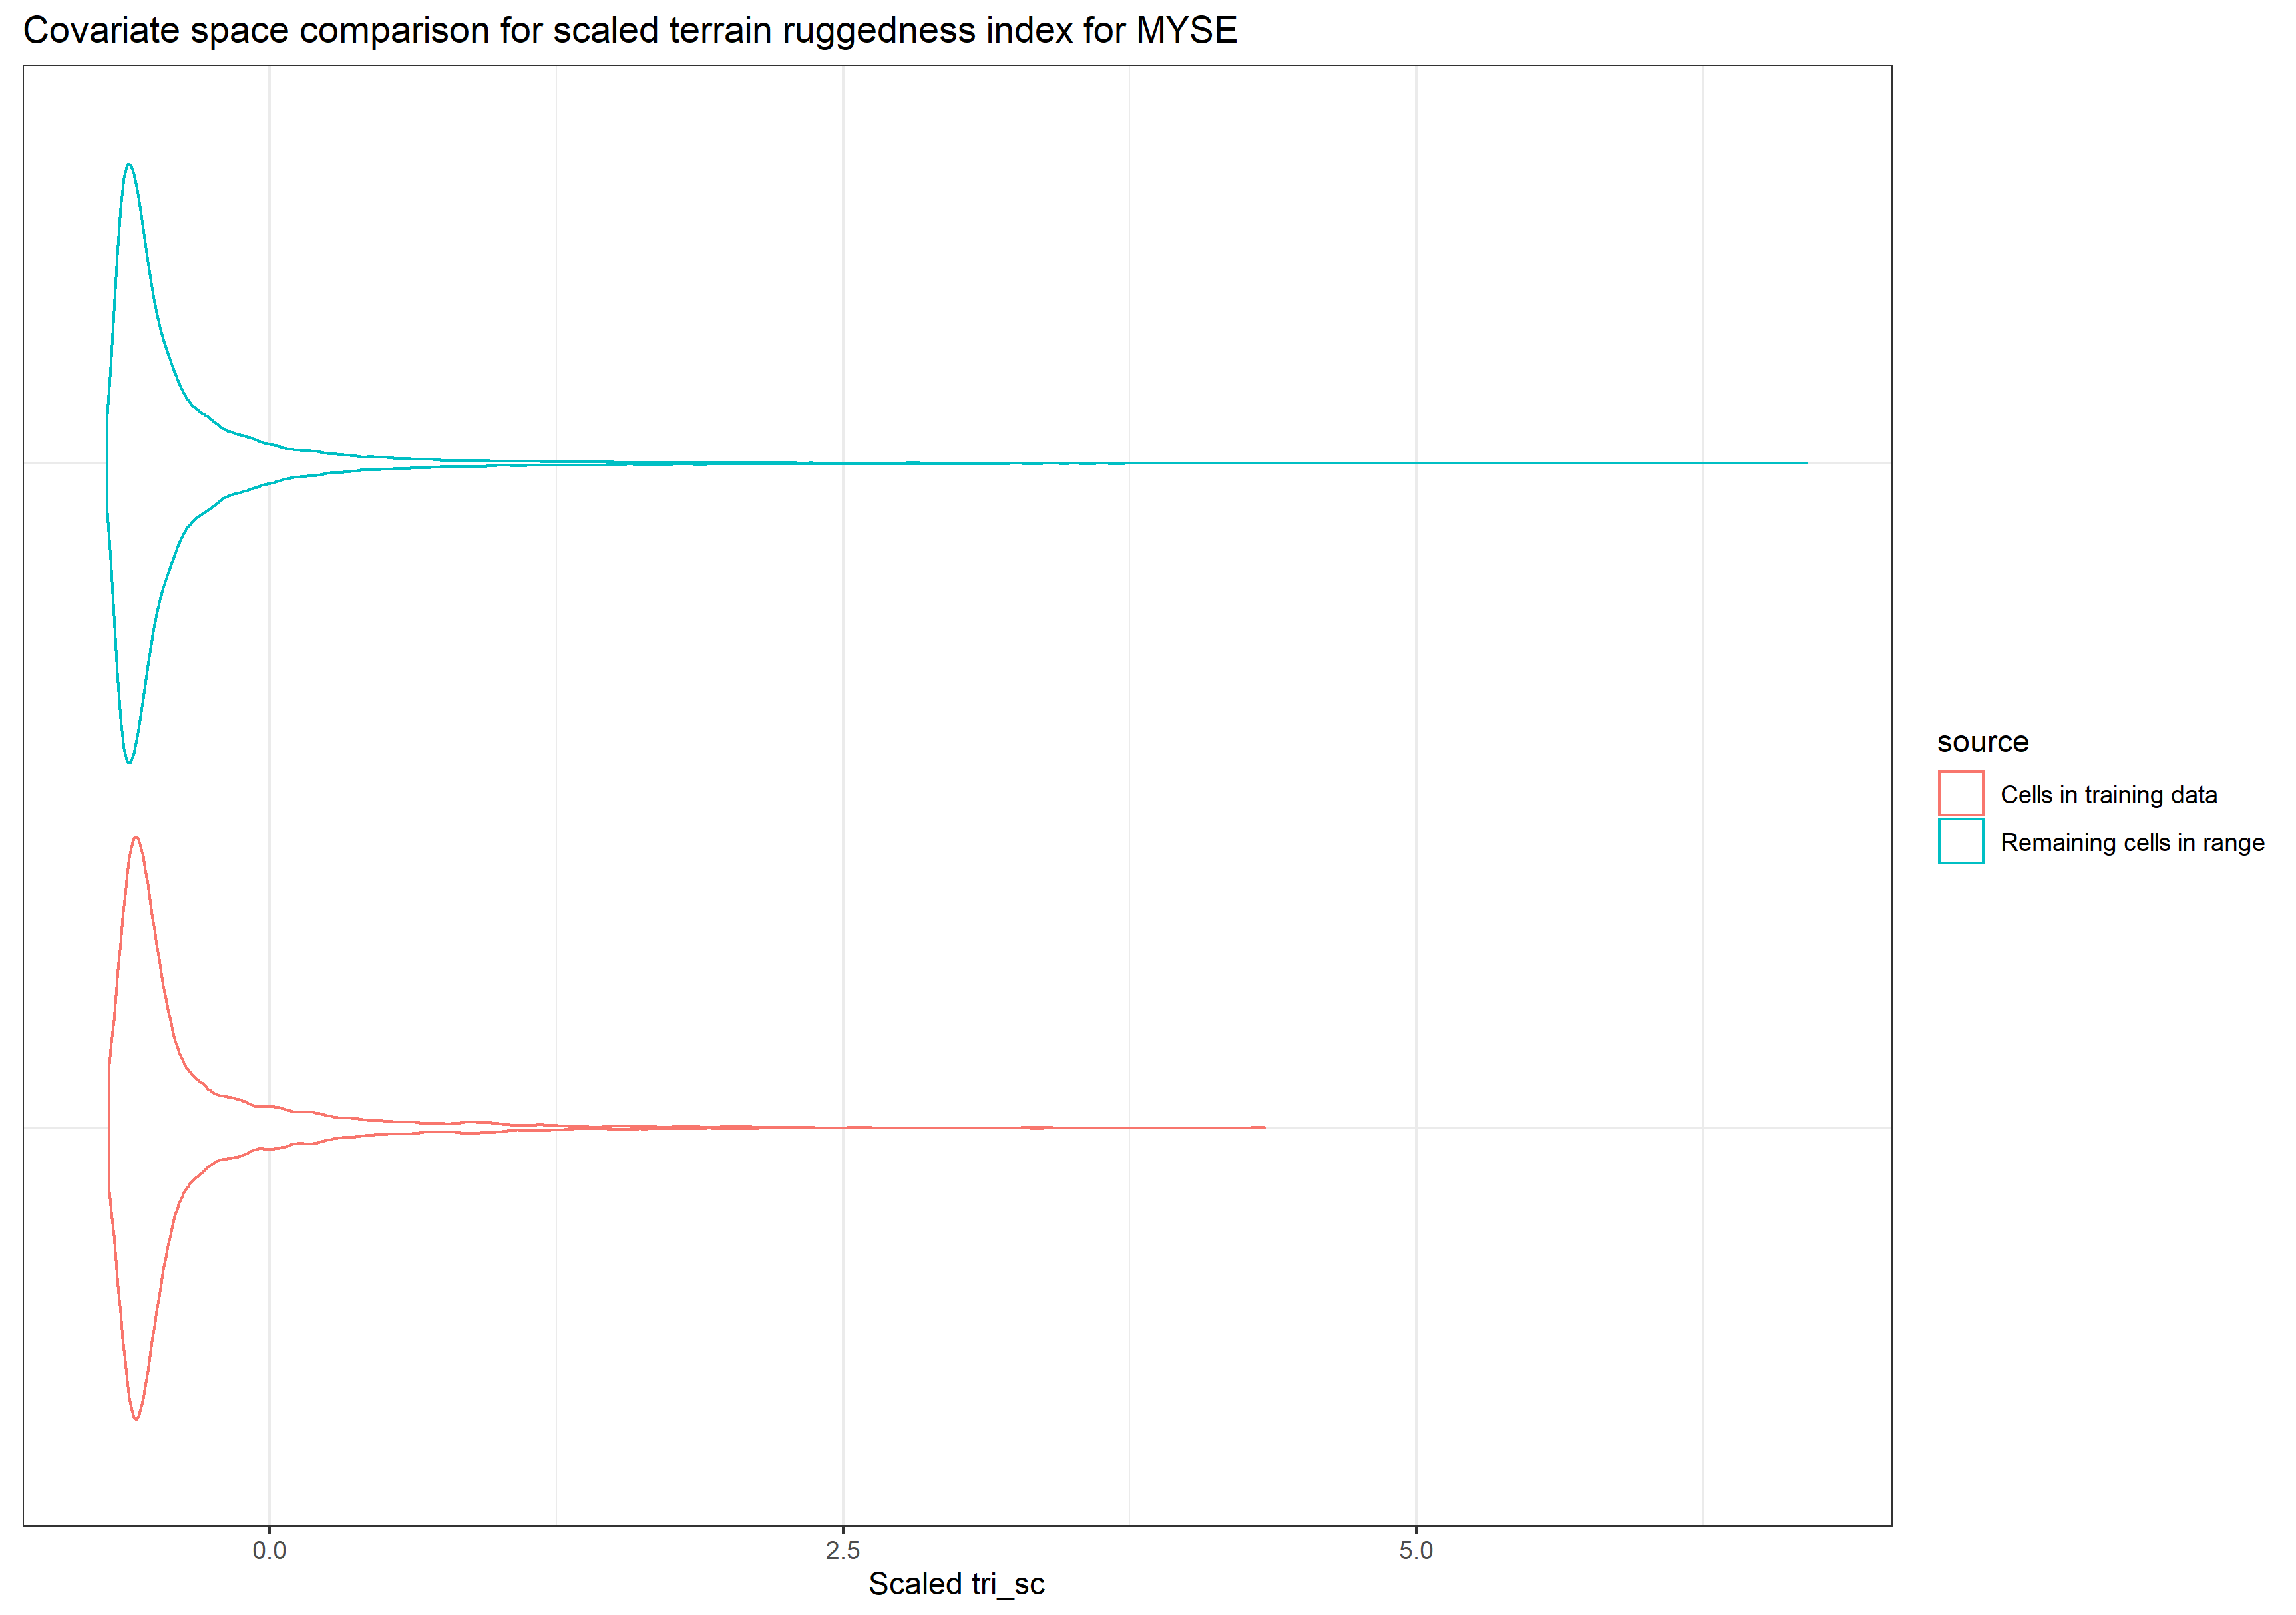 Covariate space comparison for scaled terrain ruggedness index for MYSE
source
Cells in training data
Remaining cells in range
0.0 2.5 5.0
Scaled tri_sc